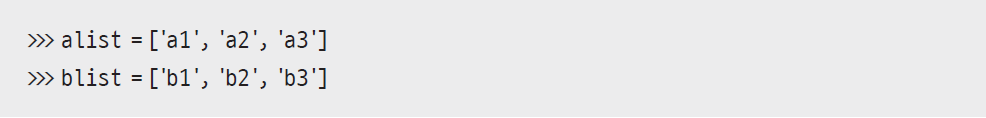 >>> alist = ['a1', 'a2', 'a3']
>>> blist = ['b1', 'b2', 'b3']